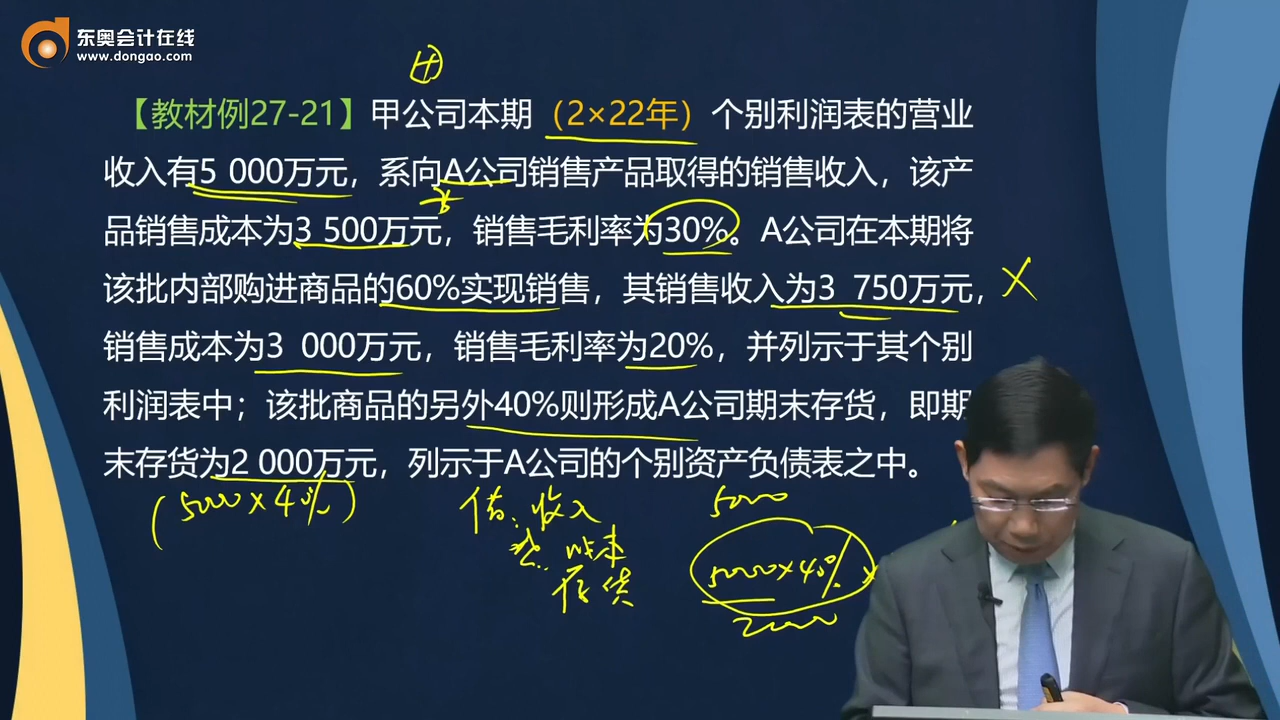 东奥会计在线
www.dongao.com
母
【教材例27-21】甲公司本期（2×22年）个别利润表的营业
收入有5 000万元，系向A公司销售产品取得的销售收入，该产
品销售成本为3 500万元，销售毛利率为30%。A公司在本期将
该批内部购进商品的60%实现销售，其销售收入为3 750万元，
销售成本为3 000万元，销售毛利率为20%，并列示于其个别
利润表中；该批商品的另外40%则形成A公司期末存货，即期
末存货为2 000万元，列示于A公司的个别资产负债表之中。
(5000×40%)
借：收入
成本
存货
5000
5000×40%×
2000